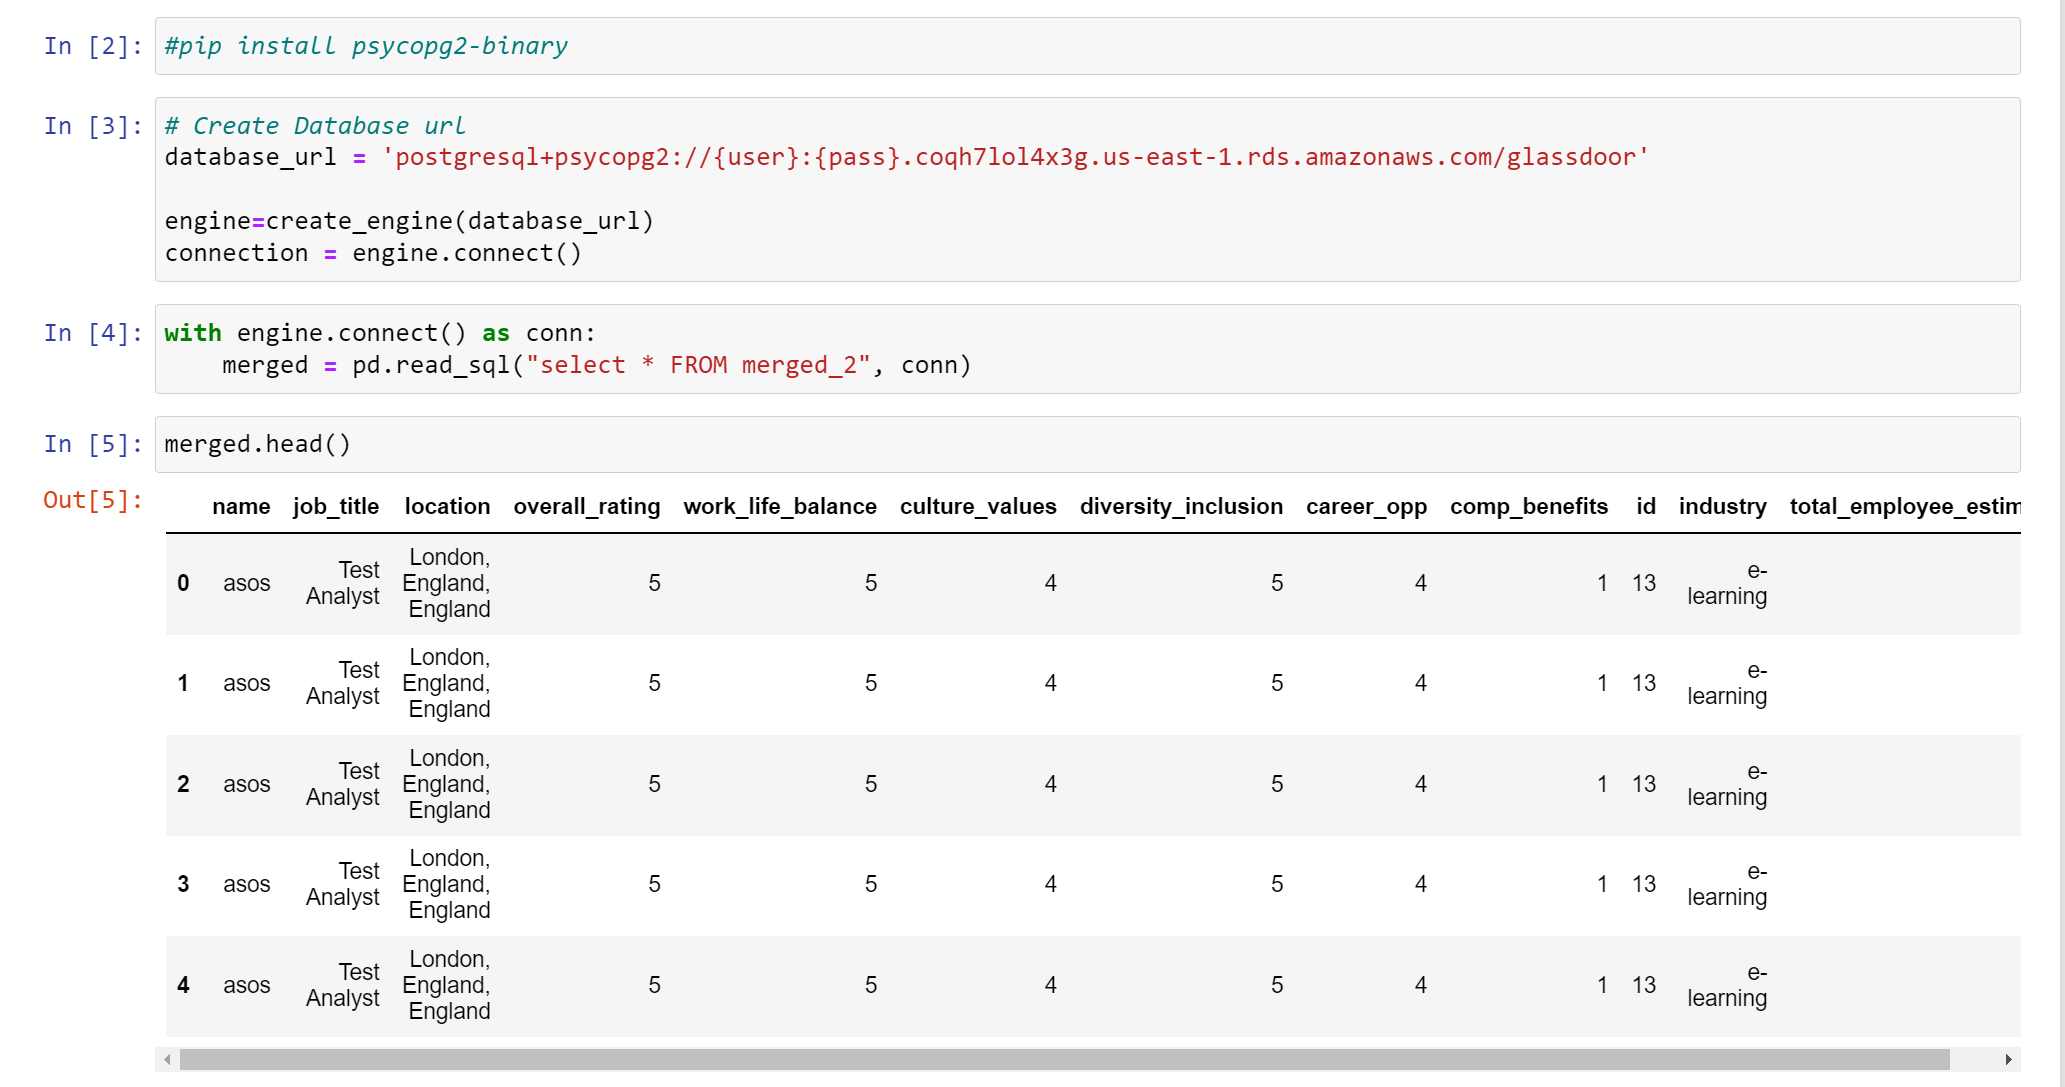 In [2]: #pip install psycopg2-binary
In [3]: # Create Database url
database_url = 'postgresql+psycopg2://{user}:{pass}.coqh7lol4x3g.us-east-1.rds.amazonaws.com/glassdoor'
engine=create_engine(database_url)
connection = engine.connect()
In [4]: with engine.connect() as conn:
merged = pd.read_sql("select * FROM merged_2", conn)
In [5]: merged.head()
Out[5]:
name job_title location overall_rating work_life_balance culture_values diversity_inclusion career_opp comp_benefits id industry total_employee_estim
0 asos Test Analyst London, England, England 5 5 4 5 4 1 13 e-learning
1 asos Test Analyst London, England, England 5 5 4 5 4 1 13 e-learning
2 asos Test Analyst London, England, England 5 5 4 5 4 1 13 e-learning
3 asos Test Analyst London, England, England 5 5 4 5 4 1 13 e-learning
4 asos Test Analyst London, England, England 5 5 4 5 4 1 13 e-learning